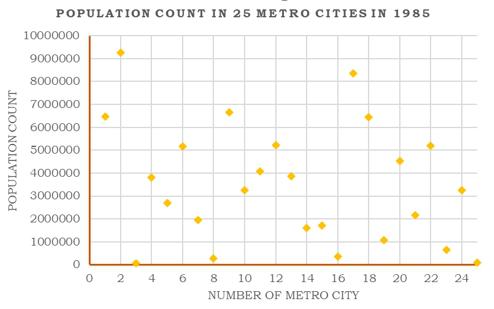 POPULATION COUNT IN 25 METRO CITIES IN 1985
10000000
9000000
8000000
7000000
6000000
5000000
4000000
3000000
2000000
1000000
0
POPULATION COUNT
0 2 4 6 8 10 12 14 16 18 20 22 24
NUMBER OF METRO CITY